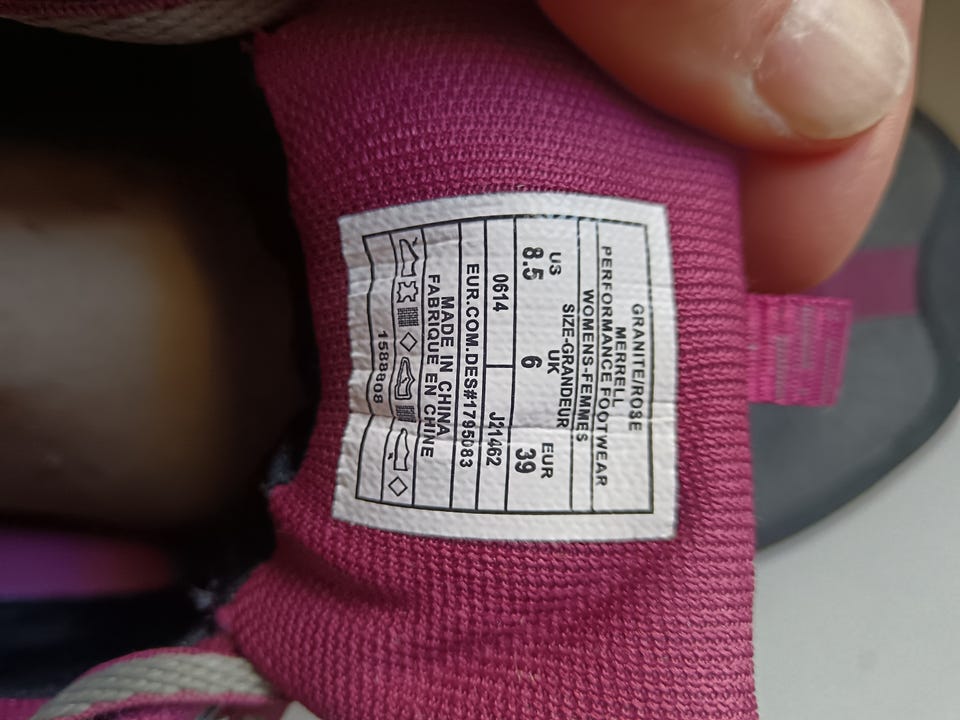 GRANITE/ROSE
MERRELL
PERFORMANCE FOOTWEAR
WOMENS-FEMMES
SIZE-GRANDEUR
US UK EUR
8.5 6 39
0614 J21462
EUR.COM.DES#1795083
MADE IN CHINA
FABRIQUE EN CHINE
1588808